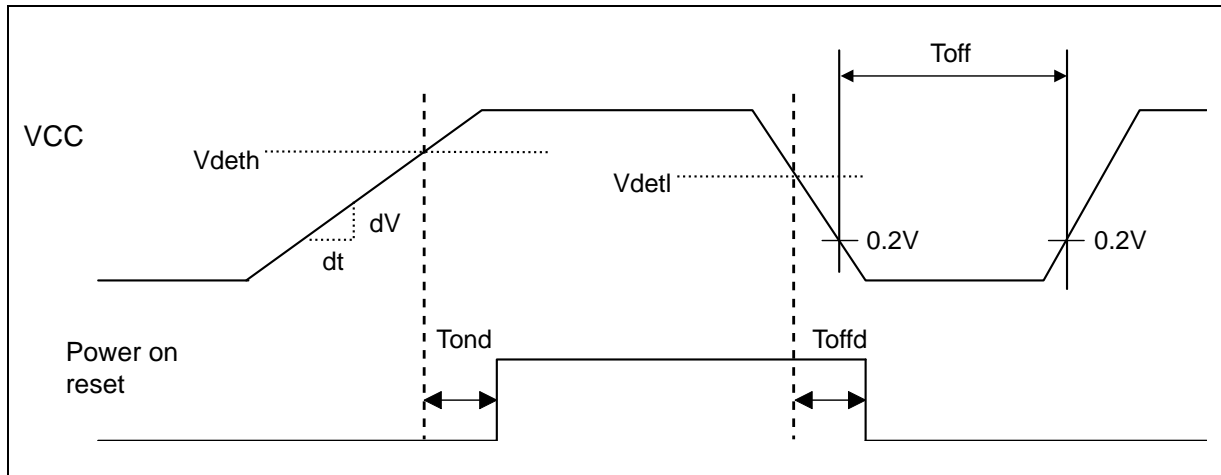 Toff
VCC
Vdeth
Vdetl
dV
dt
0.2V
0.2V
Power on
reset
Tond
Toffd